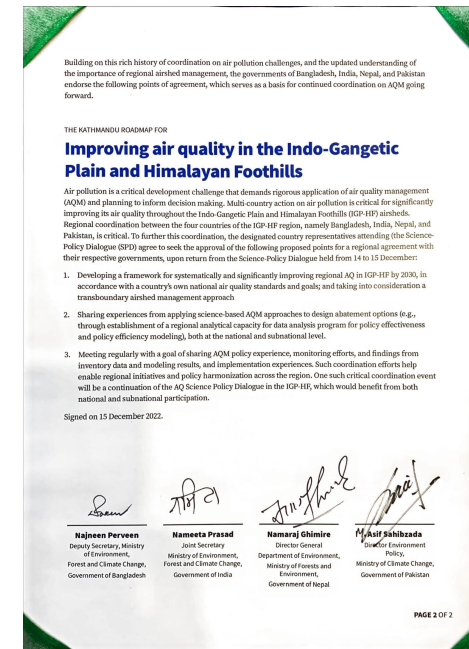 Building on this rich history of coordination on air pollution challenges, and the updated understanding of
the importance of regional airshed management, the governments of Bangladesh, India, Nepal, and Pakistan
endorse the following points of agreement, which serves as a basis for continued coordination on AQM going
forward.
THE KATHMANDU ROADMAP FOR
Improving air quality in the Indo-Gangetic
Plain and Himalayan Foothills
Air pollution is a critical development challenge that demands rigorous application of air quality management
(AQM) and planning to inform decision making. Multi-country action on air pollution is critical for significantly
improving its air quality throughout the Indo-Gangetic Plain and Himalayan Foothills (IGP-HF) airsheds.
Regional coordination between the four countries of the IGP-HF region, namely Bangladesh, India, Nepal, and
Pakistan, is critical. To further this coordination, the designated country representatives attending (the Science-
Policy Dialogue (SPD) agree to seek the approval of the following proposed points for a regional agreement with
their respective governments, upon return from the Science-Policy Dialogue held from 14 to 15 December:
1. Developing a framework for systematically and significantly improving regional AQ in IGP-HF by 2030, in
accordance with a country's own national air quality standards and goals; and taking into consideration a
transboundary airshed management approach
2. Sharing experiences from applying science-based AQM approaches to design abatement options (e.g.,
through establishment of a regional analytical capacity for data analysis program for policy effectiveness
and policy efficiency modeling), both at the national and subnational level.
3. Meeting regularly with a goal of sharing AQM policy experience, monitoring efforts, and findings from
inventory data and modeling results, and implementation experiences. Such coordination efforts help
enable regional initiatives and policy harmonization across the region. One such critical coordination event
will be a continuation of the AQ Science Policy Dialogue in the IGP-HF, which would benefit from both
national and subnational participation.
Signed on 15 December 2022.
Najneen Perveen
Deputy Secretary, Ministry
of Environment,
Forest and Climate Change,
Government of Bangladesh
Nameeta Prasad
Joint Secretary
Ministry of Environment,
Forest and Climate Change,
Government of India
Namaraj Ghimire
Director General
Department of Environment,
Ministry of Forests and
Environment,
Government of Nepal
M. Asif Sahibzada
Director Environment
Policy,
Ministry of Climate Change,
Government of Pakistan
PAGE 2 OF 2